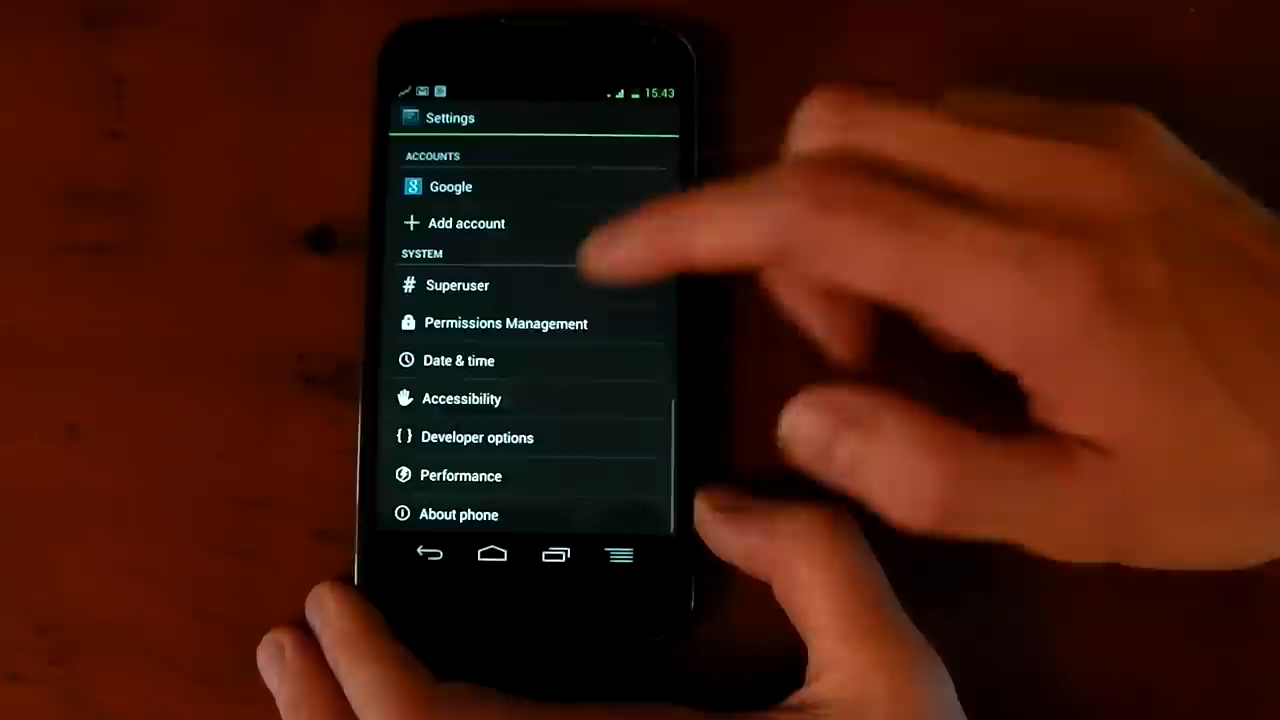 15:43
Settings
ACCOUNTS
Google
Add account
SYSTEM
# Superuser
Permissions Management
Date & time
Accessibility
{ } Developer options
Performance
About phone